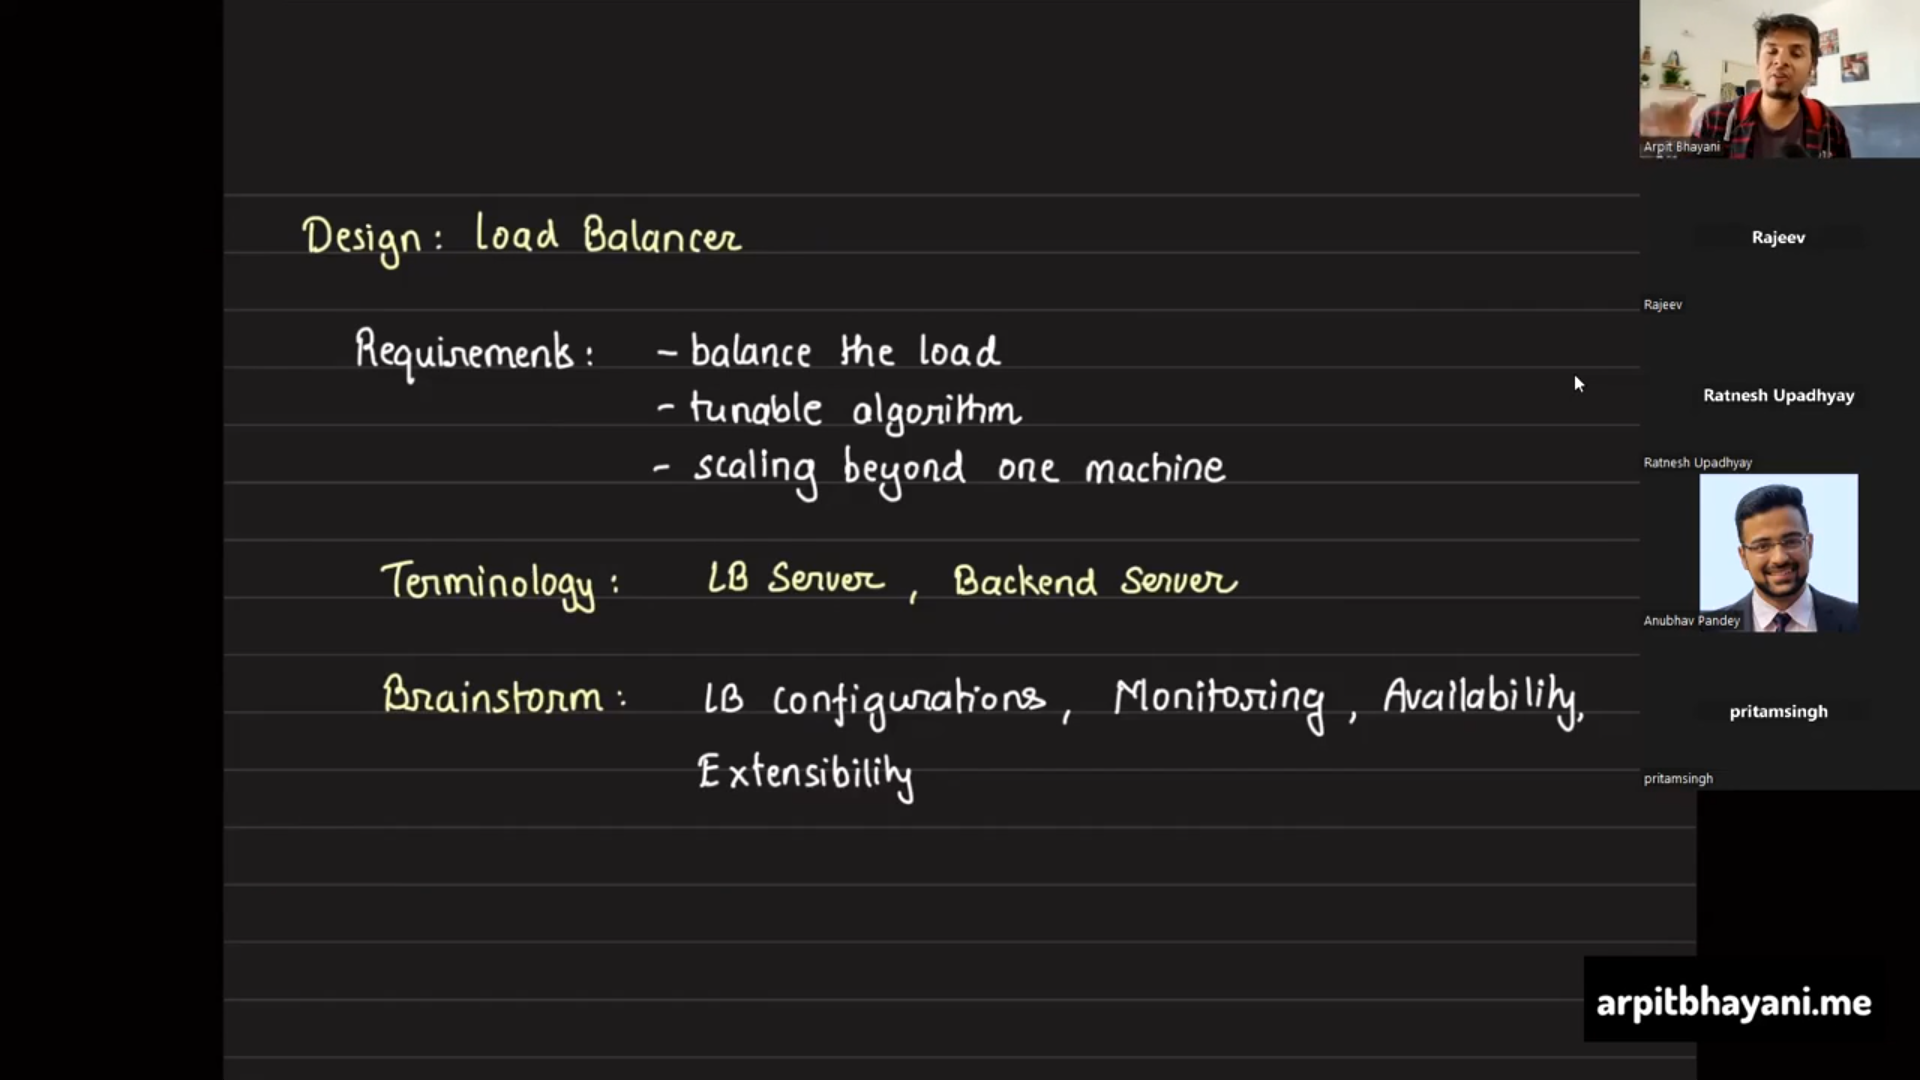 Design: Load Balancer
Requirements: - balance the load
- tunable algorithm
- scaling beyond one machine
Terminology: LB Server, Backend Server
Brainstorm: LB configurations, Monitoring, Availability,
Extensibility
Arpit Bhayani
Rajeev
Rajeev
Ratnesh Upadhyay
Ratnesh Upadhyay
Anubhav Pandey
pritamsingh
pritamsingh
arpitbhayani.me